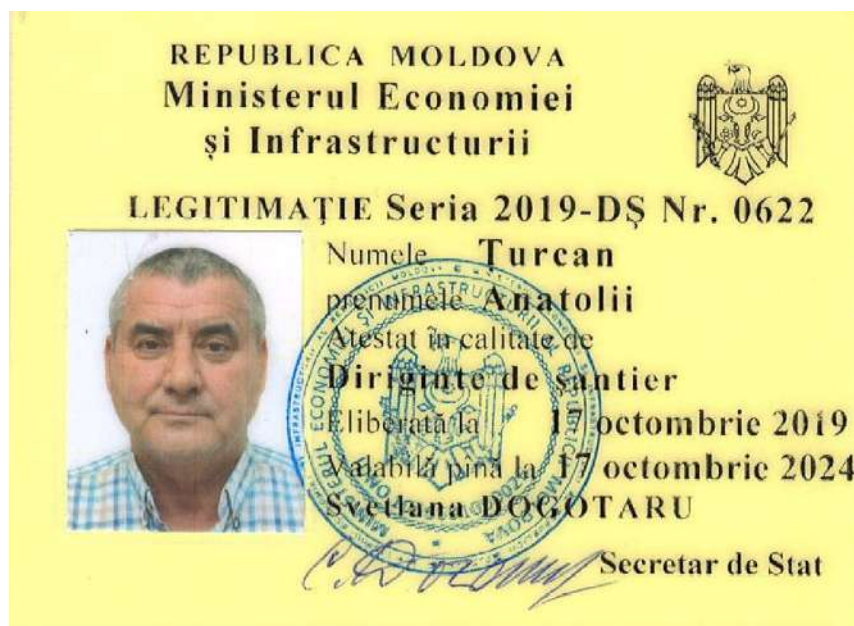 REPUBLICA MOLDOVA
Ministerul Economiei
și Infrastructurii
LEGITIMAȚIE Seria 2019-DȘ Nr. 0622
Numele Țurcan
prenumele Anatolii
Atestat în calitate de
Diriginte de șantier
Eliberată la 17 octombrie 2019
Valabilă pînă la 17 octombrie 2024
Svetlana DOGOTARU
Secretar de Stat